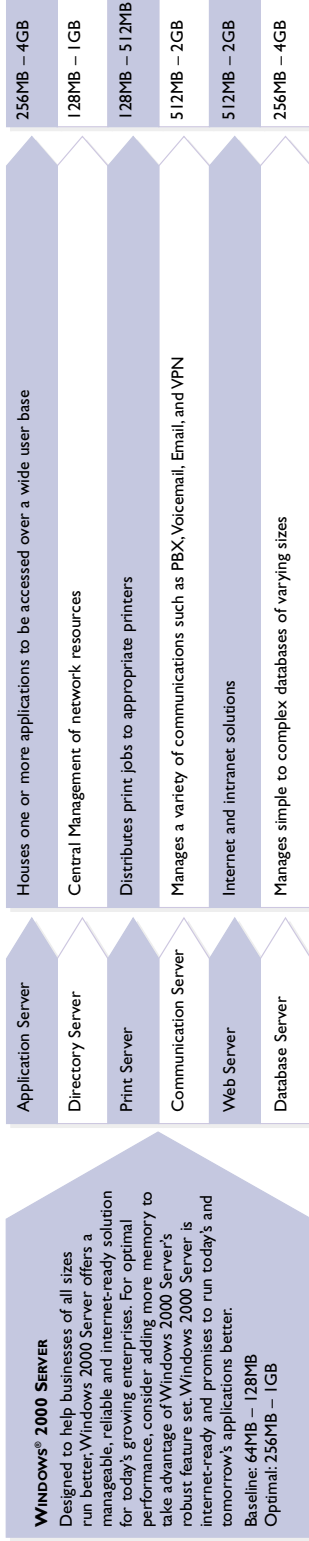 WINDOWS® 2000 SERVER
Designed to help businesses of all sizes
run better, Windows 2000 Server offers a
manageable, reliable and internet-ready solution
for today's growing enterprises. For optimal
performance, consider adding more memory to
take advantage of Windows 2000 Server's
robust feature set. Windows 2000 Server is
internet-ready and promises to run today's and
tomorrow's applications better.
Baseline: 64MB – 128MB
Optimal: 256MB – 1GB
Application Server
Houses one or more applications to be accessed over a wide user base
256MB – 4GB
Directory Server
Central Management of network resources
128MB – 1GB
Print Server
Distributes print jobs to appropriate printers
128MB – 512MB
Communication Server
Manages a variety of communications such as PBX, Voicemail, Email, and VPN
512MB – 2GB
Web Server
Internet and intranet solutions
512MB – 2GB
Database Server
Manages simple to complex databases of varying sizes
256MB – 4GB